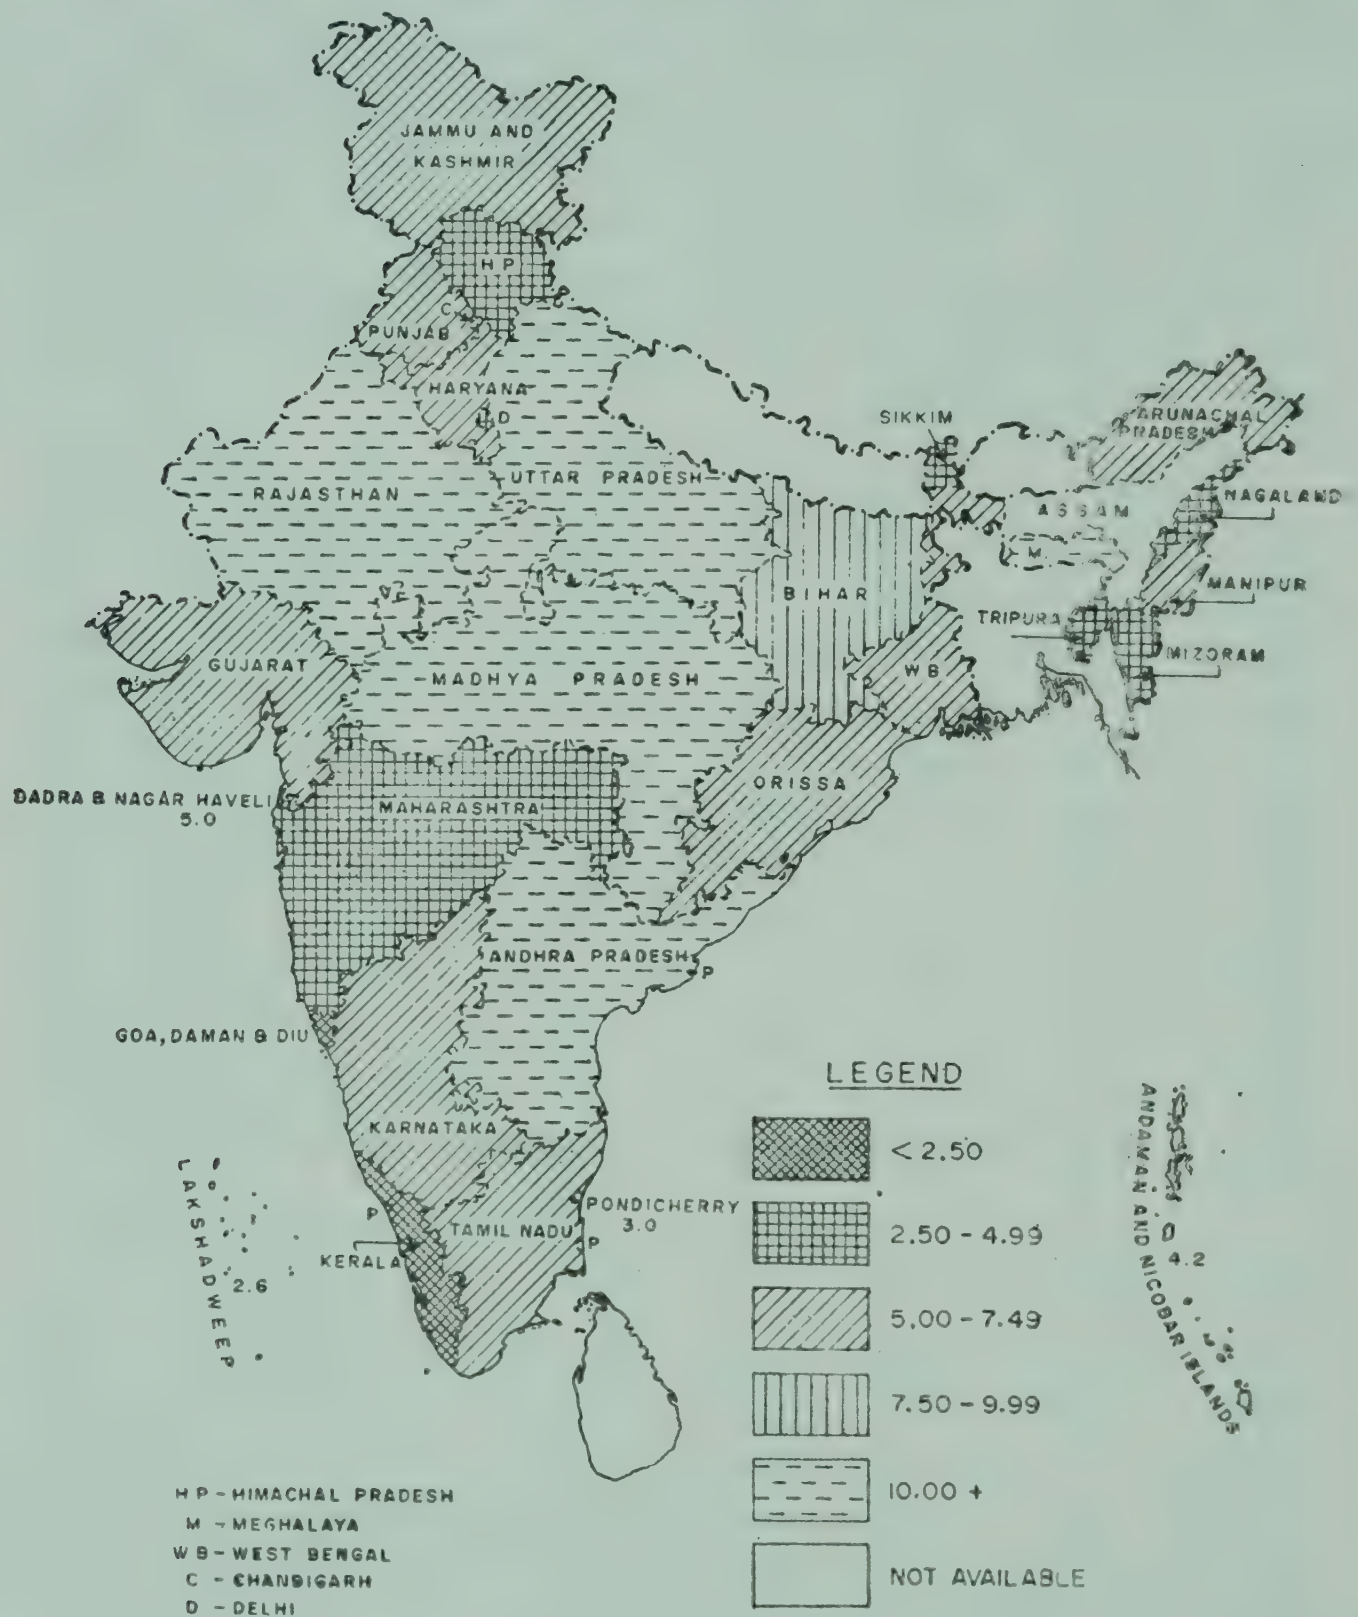 JAMMU AND
KASHMIR
H P
C
PUNJAB
HARYANA
D
SIKKIM
ARUNACHAL
PRADESH
UTTAR PRADESH
RAJASTHAN
NAGALAND
ASSAM
M
BIHAR
MANIPUR
TRIPURA
GUJARAT
MADHYA PRADESH
W B
MIZORAM
ORISSA
DADRA & NAGAR HAVELI
5.0
MAHARASHTRA
ANDHRA PRADESH
P
GOA, DAMAN & DIU
KARNATAKA
LAKSHADWEEP
2.6
P
KERALA
TAMIL NADU
PONDICHERRY
3.0
P
ANDAMAN AND NICOBAR ISLANDS
4.2
LEGEND
< 2.50
2.50 - 4.99
5.00 - 7.49
7.50 - 9.99
10.00 +
NOT AVAILABLE
H P - HIMACHAL PRADESH
M - MEGHALAYA
W B - WEST BENGAL
C - CHANDIGARH
D - DELHI